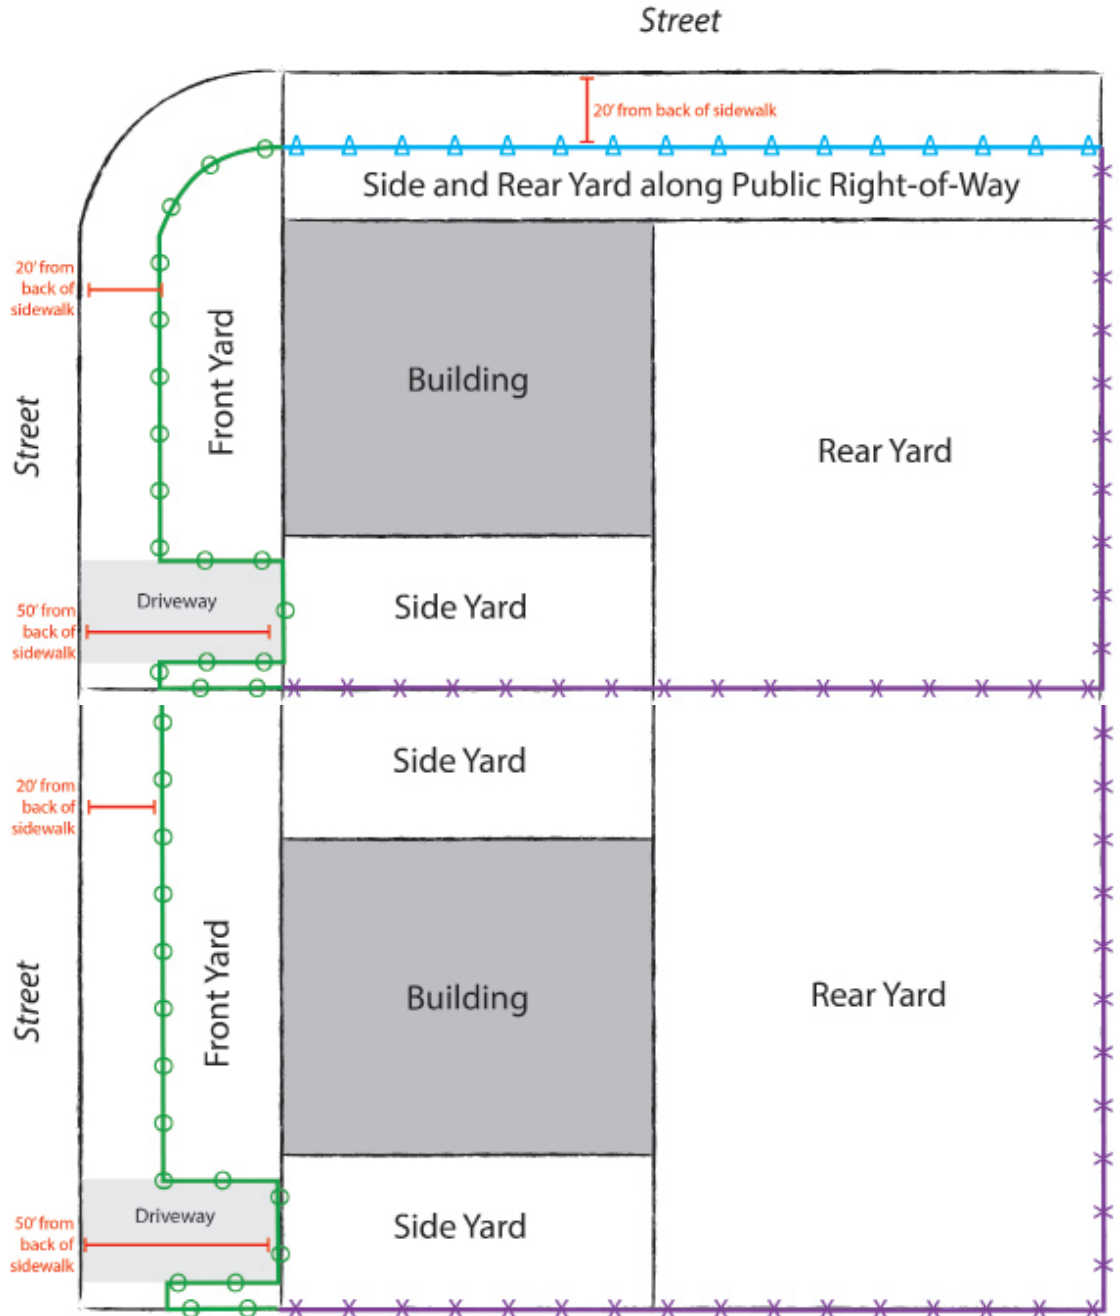 Street
20' from back of sidewalk
Side and Rear Yard along Public Right-of-Way
20' from
back of
sidewalk
Front Yard
Building
Street
Rear Yard
Driveway
50' from
back of
sidewalk
Side Yard
Side Yard
20' from
back of
sidewalk
Front Yard
Street
Building
Rear Yard
Driveway
50' from
back of
sidewalk
Side Yard